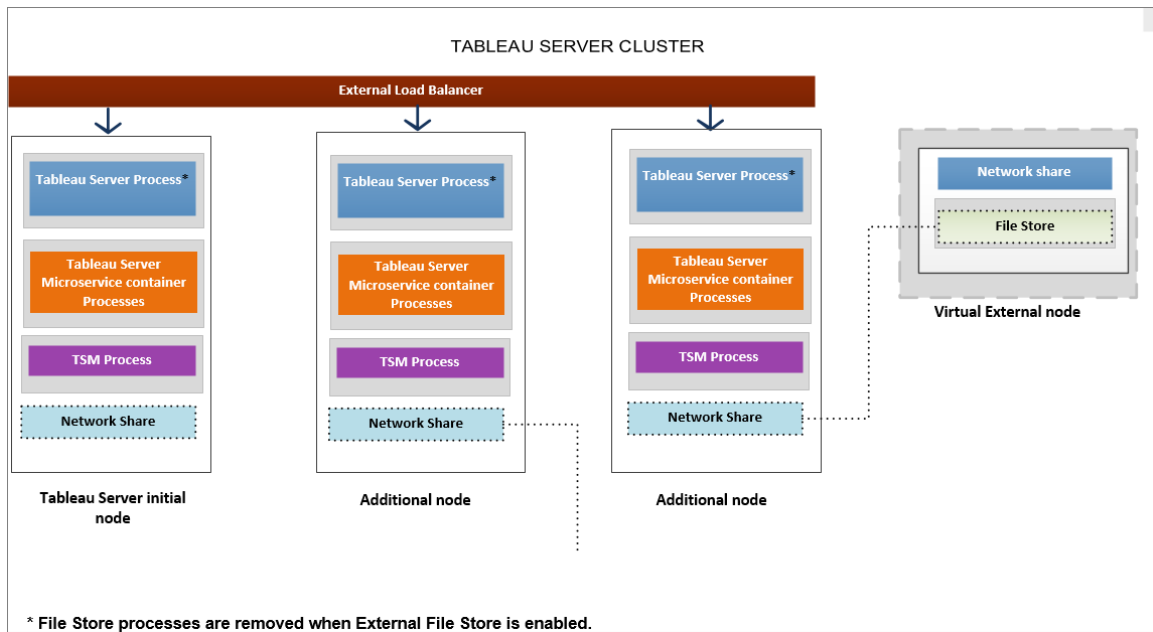 TABLEAU SERVER CLUSTER
External Load Balancer
Tableau Server Process*
Tableau Server
Microservice container
Processes
TSM Process
Network Share
Tableau Server initial
node
Tableau Server Process*
Tableau Server
Microservice container
Processes
TSM Process
Network Share
Additional node
Tableau Server Process*
Tableau Server
Microservice container
Processes
TSM Process
Network Share
Additional node
Network share
File Store
Virtual External node
* File Store processes are removed when External File Store is enabled.